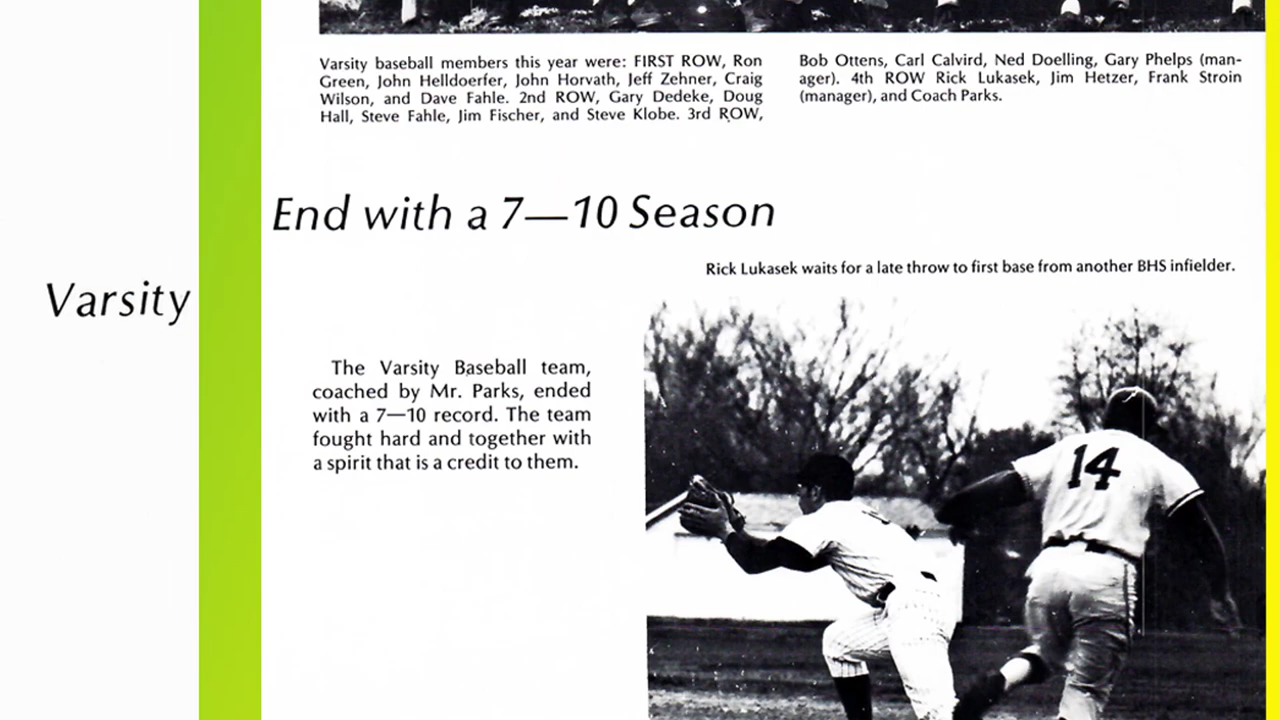 Varsity baseball members this year were: FIRST ROW, Ron
Green, John Helldoerfer, John Horvath, Jeff Zehner, Craig
Wilson, and Dave Fahle. 2nd ROW, Gary Dedeke, Doug
Hall, Steve Fahle, Jim Fischer, and Steve Klobe. 3rd ROW,
Bob Ottens, Carl Calvird, Ned Doelling, Gary Phelps (man-
ager). 4th ROW Rick Lukasek, Jim Hetzer, Frank Stroin
(manager), and Coach Parks.
End with a 7—10 Season
Rick Lukasek waits for a late throw to first base from another BHS infielder.
Varsity
The Varsity Baseball team,
coached by Mr. Parks, ended
with a 7—10 record. The team
fought hard and together with
a spirit that is a credit to them.
14